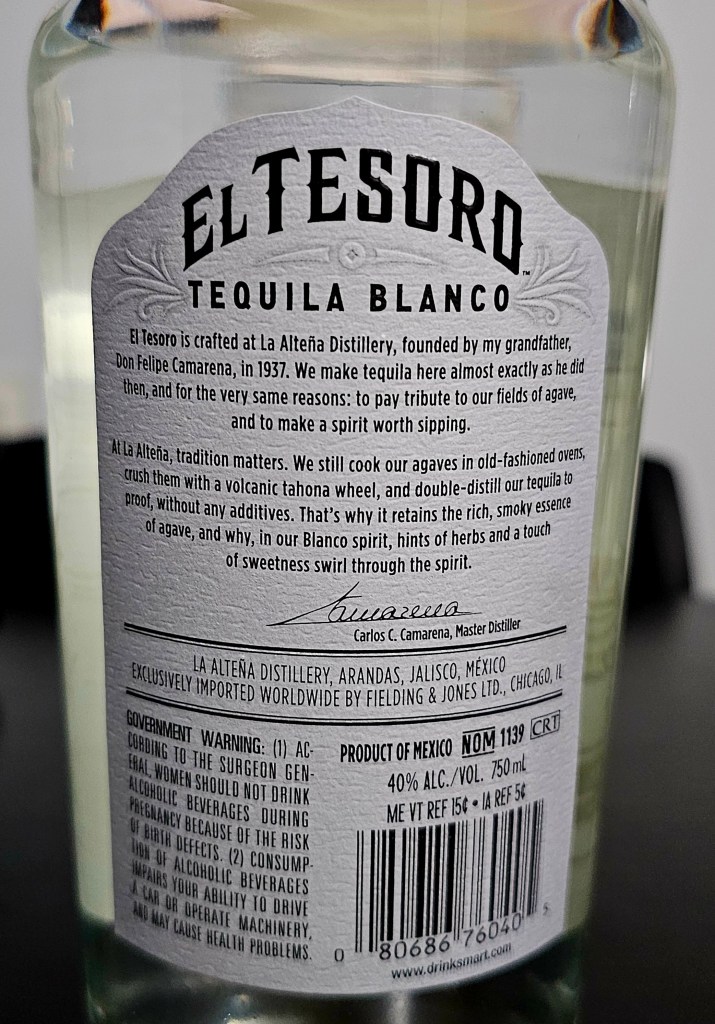 EL TESORO™
TEQUILA BLANCO
El Tesoro is crafted at La Alteña Distillery, founded by my grandfather,
Don Felipe Camarena, in 1937. We make tequila here almost exactly as he did
then, and for the very same reasons: to pay tribute to our fields of agave,
and to make a spirit worth sipping.
At La Alteña, tradition matters. We still cook our agaves in old-fashioned ovens,
crush them with a volcanic tahona wheel, and double-distill our tequila to
proof, without any additives. That's why it retains the rich, smoky essence
of agave, and why, in our Blanco spirit, hints of herbs and a touch
of sweetness swirl through the spirit.
Camarena
Carlos C. Camarena, Master Distiller
LA ALTEÑA DISTILLERY, ARANDAS, JALISCO, MÉXICO
EXCLUSIVELY IMPORTED WORLDWIDE BY FIELDING & JONES LTD., CHICAGO, IL
GOVERNMENT WARNING: (1) AC-
CORDING TO THE SURGEON GEN-
ERAL, WOMEN SHOULD NOT DRINK
ALCOHOLIC BEVERAGES DURING
PREGNANCY BECAUSE OF THE RISK
OF BIRTH DEFECTS. (2) CONSUMP-
TION OF ALCOHOLIC BEVERAGES
IMPAIRS YOUR ABILITY TO DRIVE
A CAR OR OPERATE MACHINERY,
AND MAY CAUSE HEALTH PROBLEMS.
PRODUCT OF MEXICO NOM 1139 CRT
40% ALC./VOL. 750 mL
ME VT REF 15¢ • IA REF 5¢
0 80686 76040 5
www.drinksmart.com